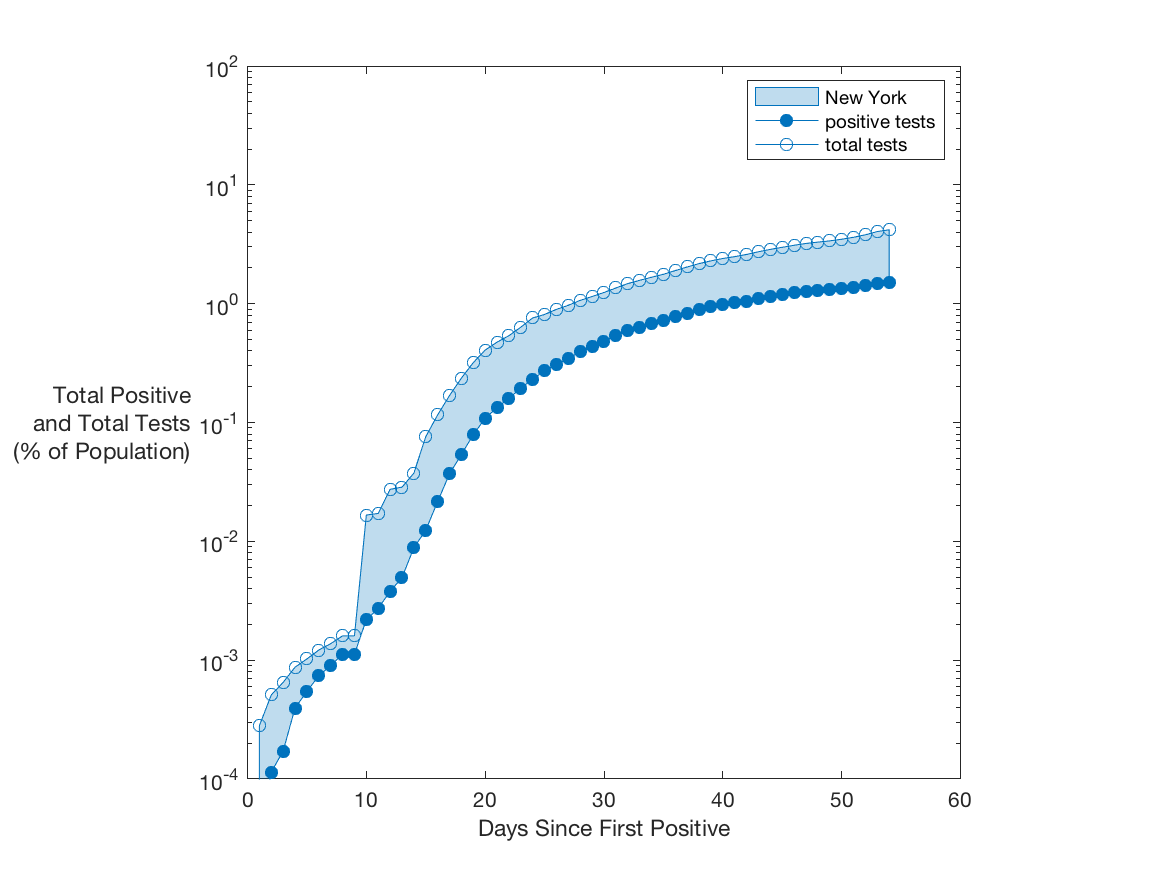 10^2
10^1
10^0
10^-1
10^-2
10^-3
10^-4
Total Positive
and Total Tests
(% of Population)
New York
positive tests
total tests
0 10 20 30 40 50 60
Days Since First Positive